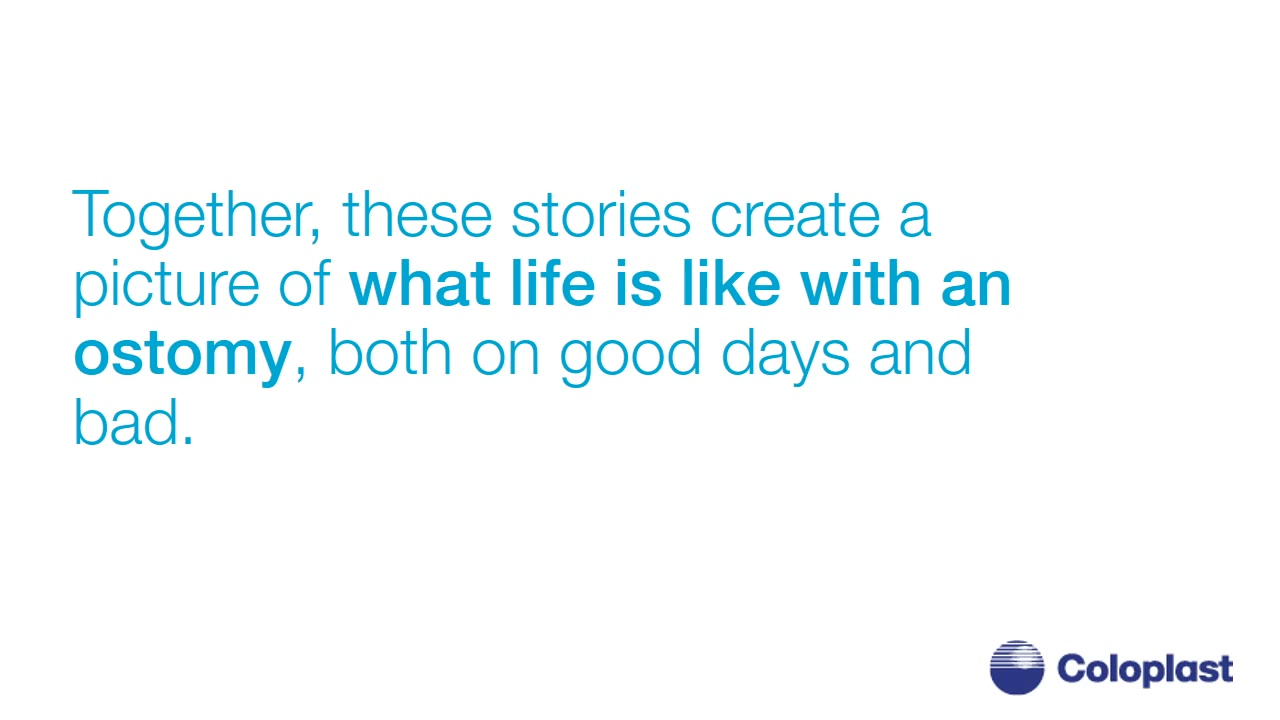 Together, these stories create a
picture of what life is like with an
ostomy, both on good days and
bad.
Coloplast